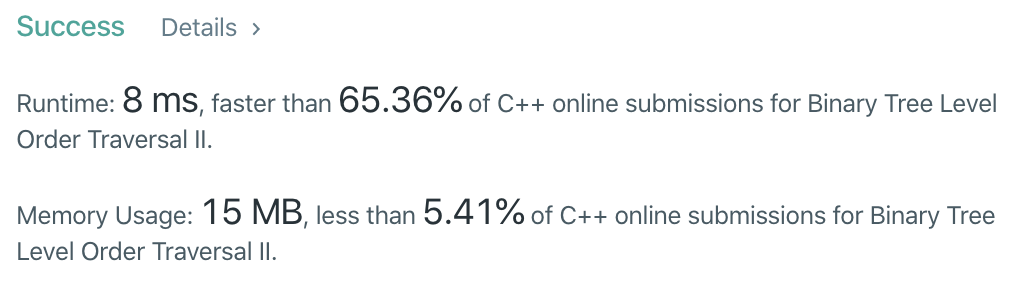 Success Details >
Runtime: 8 ms, faster than 65.36% of C++ online submissions for Binary Tree Level
Order Traversal II.
Memory Usage: 15 MB, less than 5.41% of C++ online submissions for Binary Tree
Level Order Traversal II.